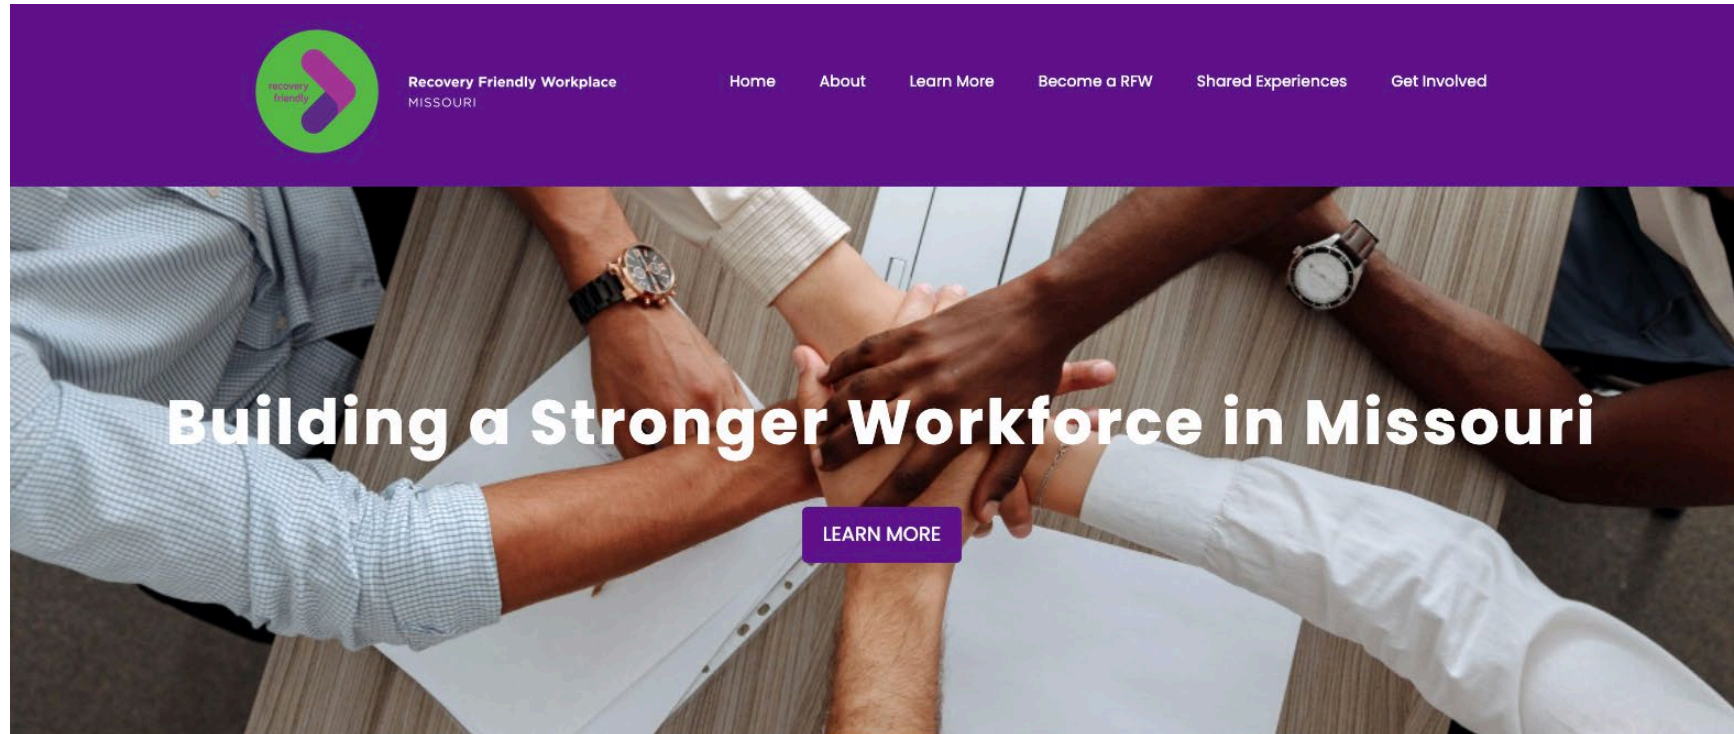 recovery
friendly
Recovery Friendly Workplace
MISSOURI
Home About Learn More Become a RFW Shared Experiences Get Involved
Building a Stronger Workforce in Missouri
LEARN MORE